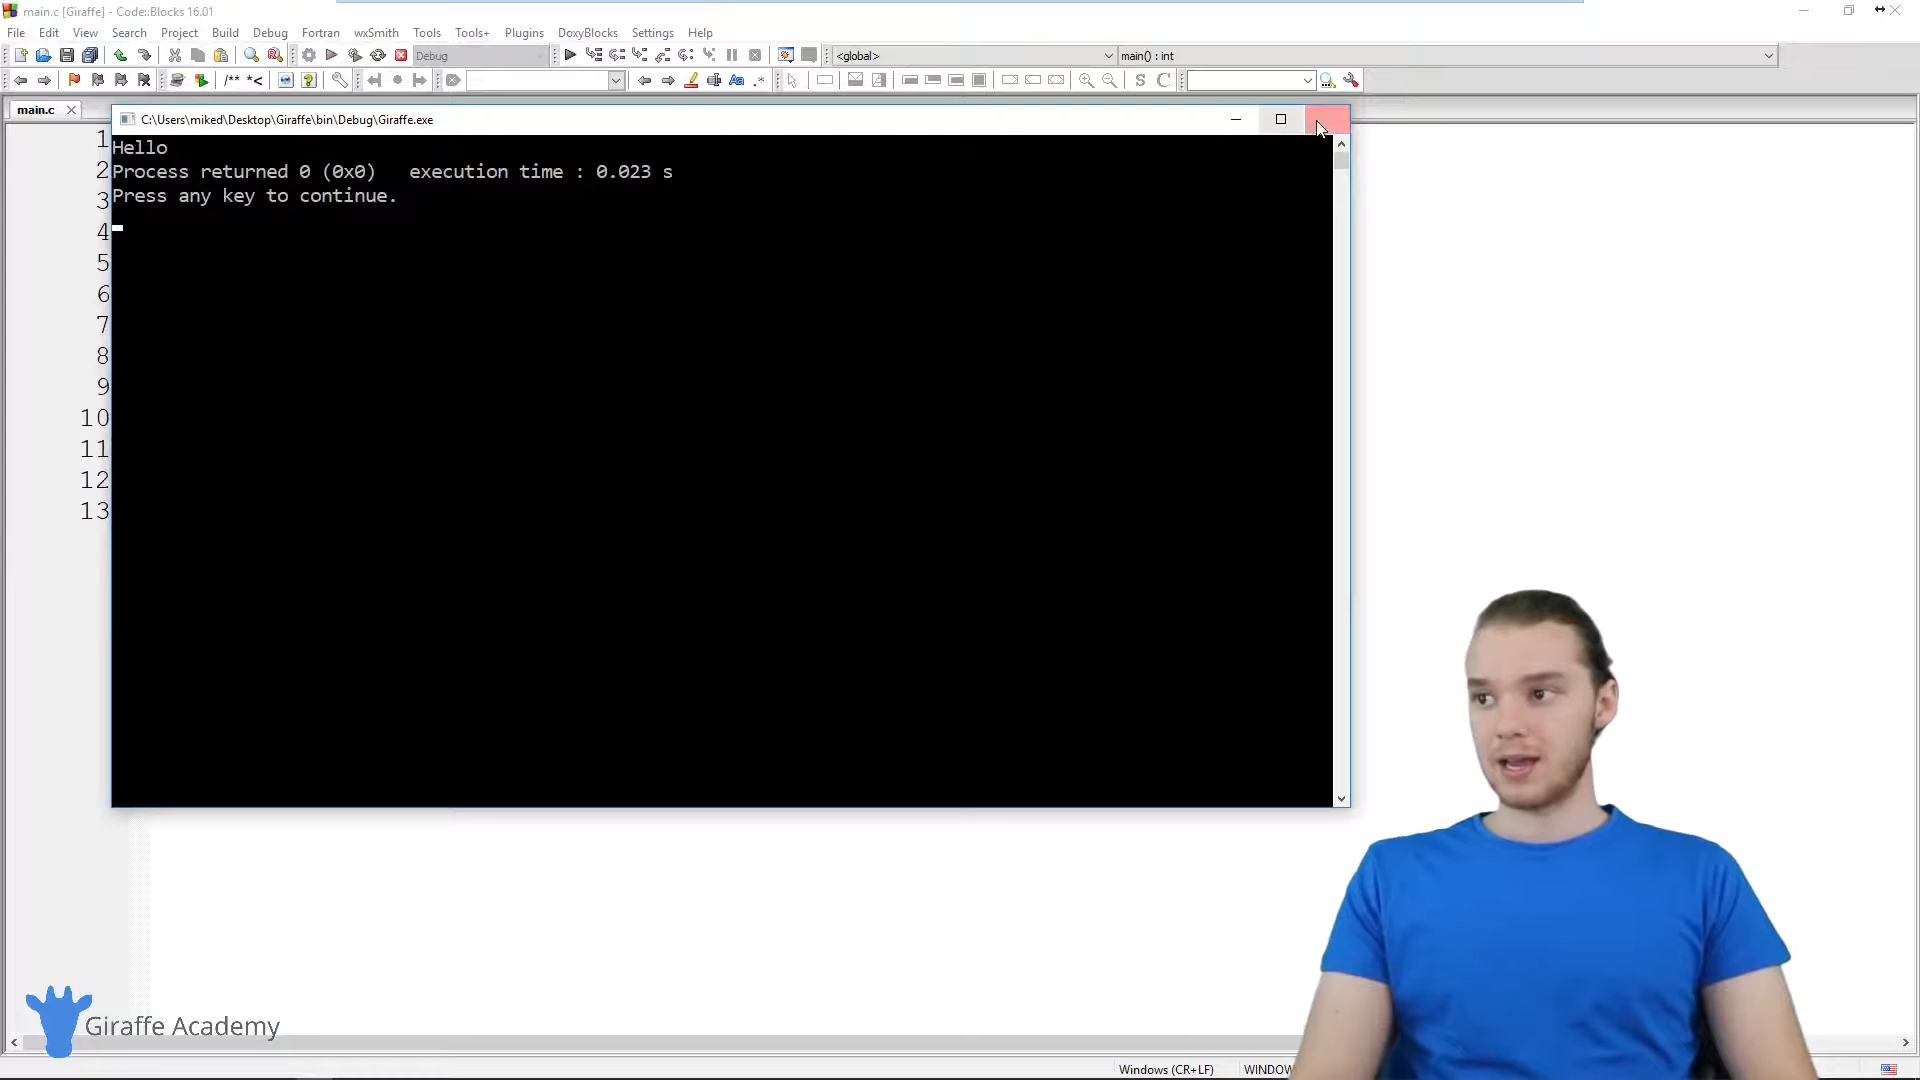 main.c [Giraffe] - Code::Blocks 16.01
File Edit View Search Project Build Debug Fortran wxSmith Tools Tools+ Plugins DoxyBlocks Settings Help
Debug <global> main() : int
/** *<
main.c
C:\Users\miked\Desktop\Giraffe\bin\Debug\Giraffe.exe
1 Hello
2 Process returned 0 (0x0) execution time : 0.023 s
3 Press any key to continue.
4
5
6
7
8
9
10
11
12
13
Giraffe Academy
Windows (CR+LF) WINDOW